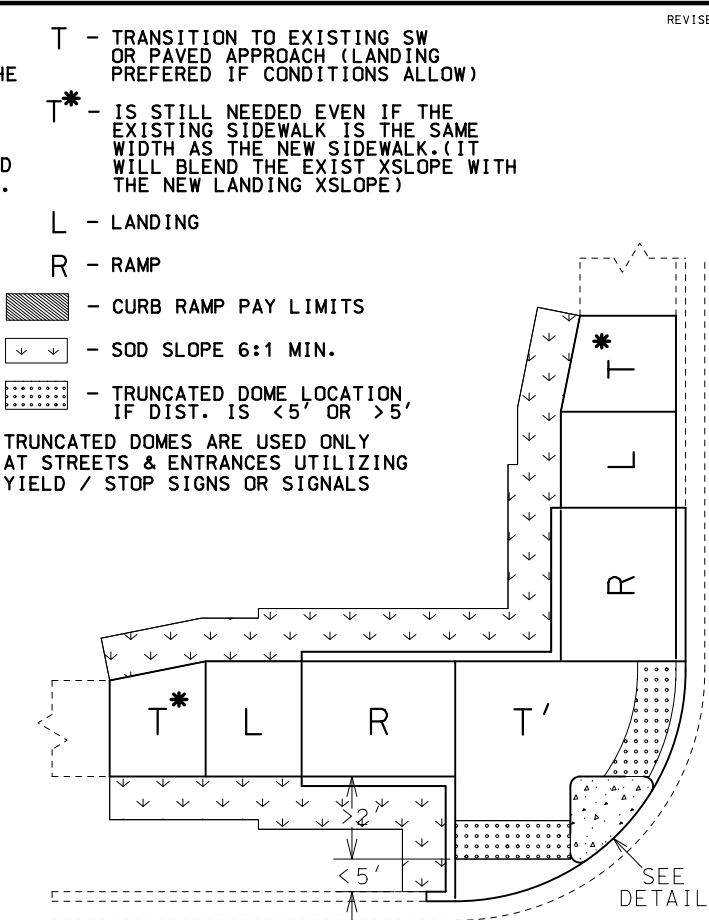 REVISE
T - TRANSITION TO EXISTING SW
OR PAVED APPROACH (LANDING
PREFERED IF CONDITIONS ALLOW)
HE
T* - IS STILL NEEDED EVEN IF THE
EXISTING SIDEWALK IS THE SAME
WIDTH AS THE NEW SIDEWALK.(IT
WILL BLEND THE EXIST XSLOPE WITH
THE NEW LANDING XSLOPE)
D
.
L - LANDING
R - RAMP
- CURB RAMP PAY LIMITS
- SOD SLOPE 6:1 MIN.
- TRUNCATED DOME LOCATION
IF DIST. IS <5' OR >5'
TRUNCATED DOMES ARE USED ONLY
AT STREETS & ENTRANCES UTILIZING
YIELD / STOP SIGNS OR SIGNALS
T*
L
R
T* L R T'
>2'
<5'
SEE
DETAIL